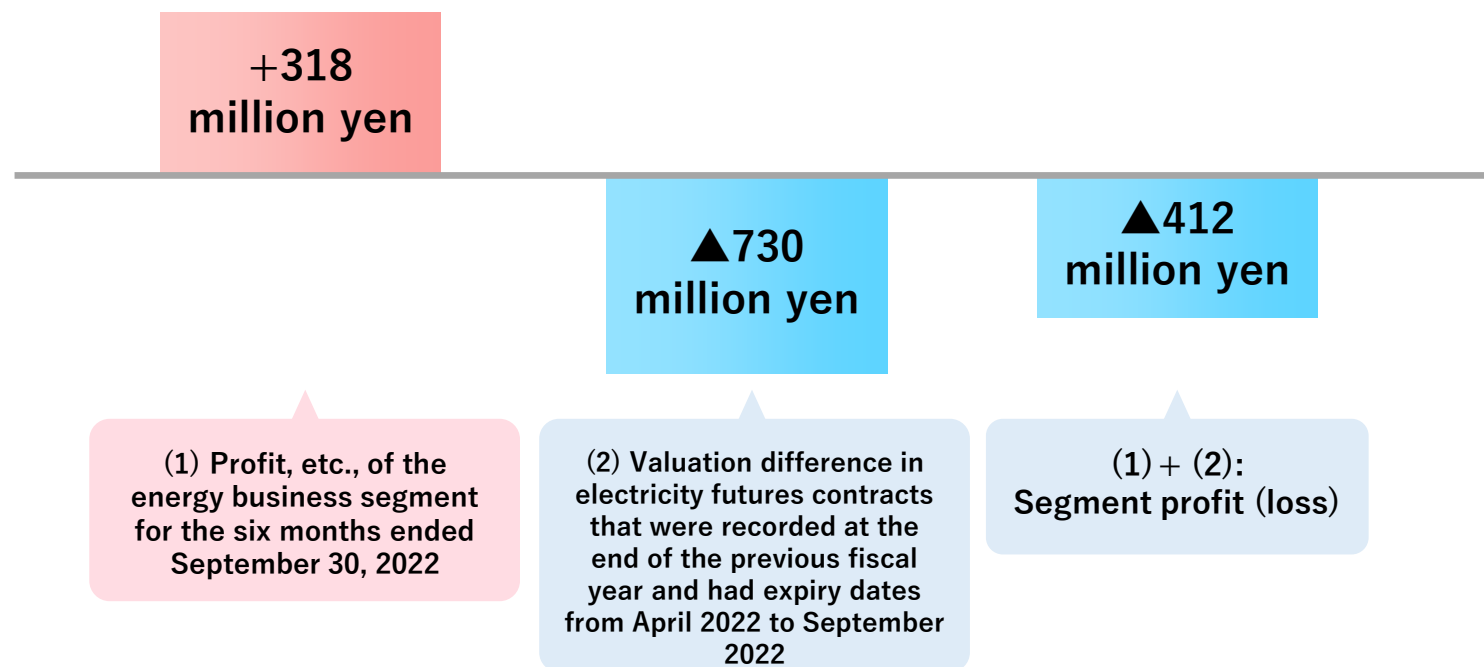 +318
million yen
▲730
million yen
▲412
million yen
(1) Profit, etc., of the
energy business segment
for the six months ended
September 30, 2022
(2) Valuation difference in
electricity futures contracts
that were recorded at the
end of the previous fiscal
year and had expiry dates
from April 2022 to September
2022
(1) + (2):
Segment profit (loss)